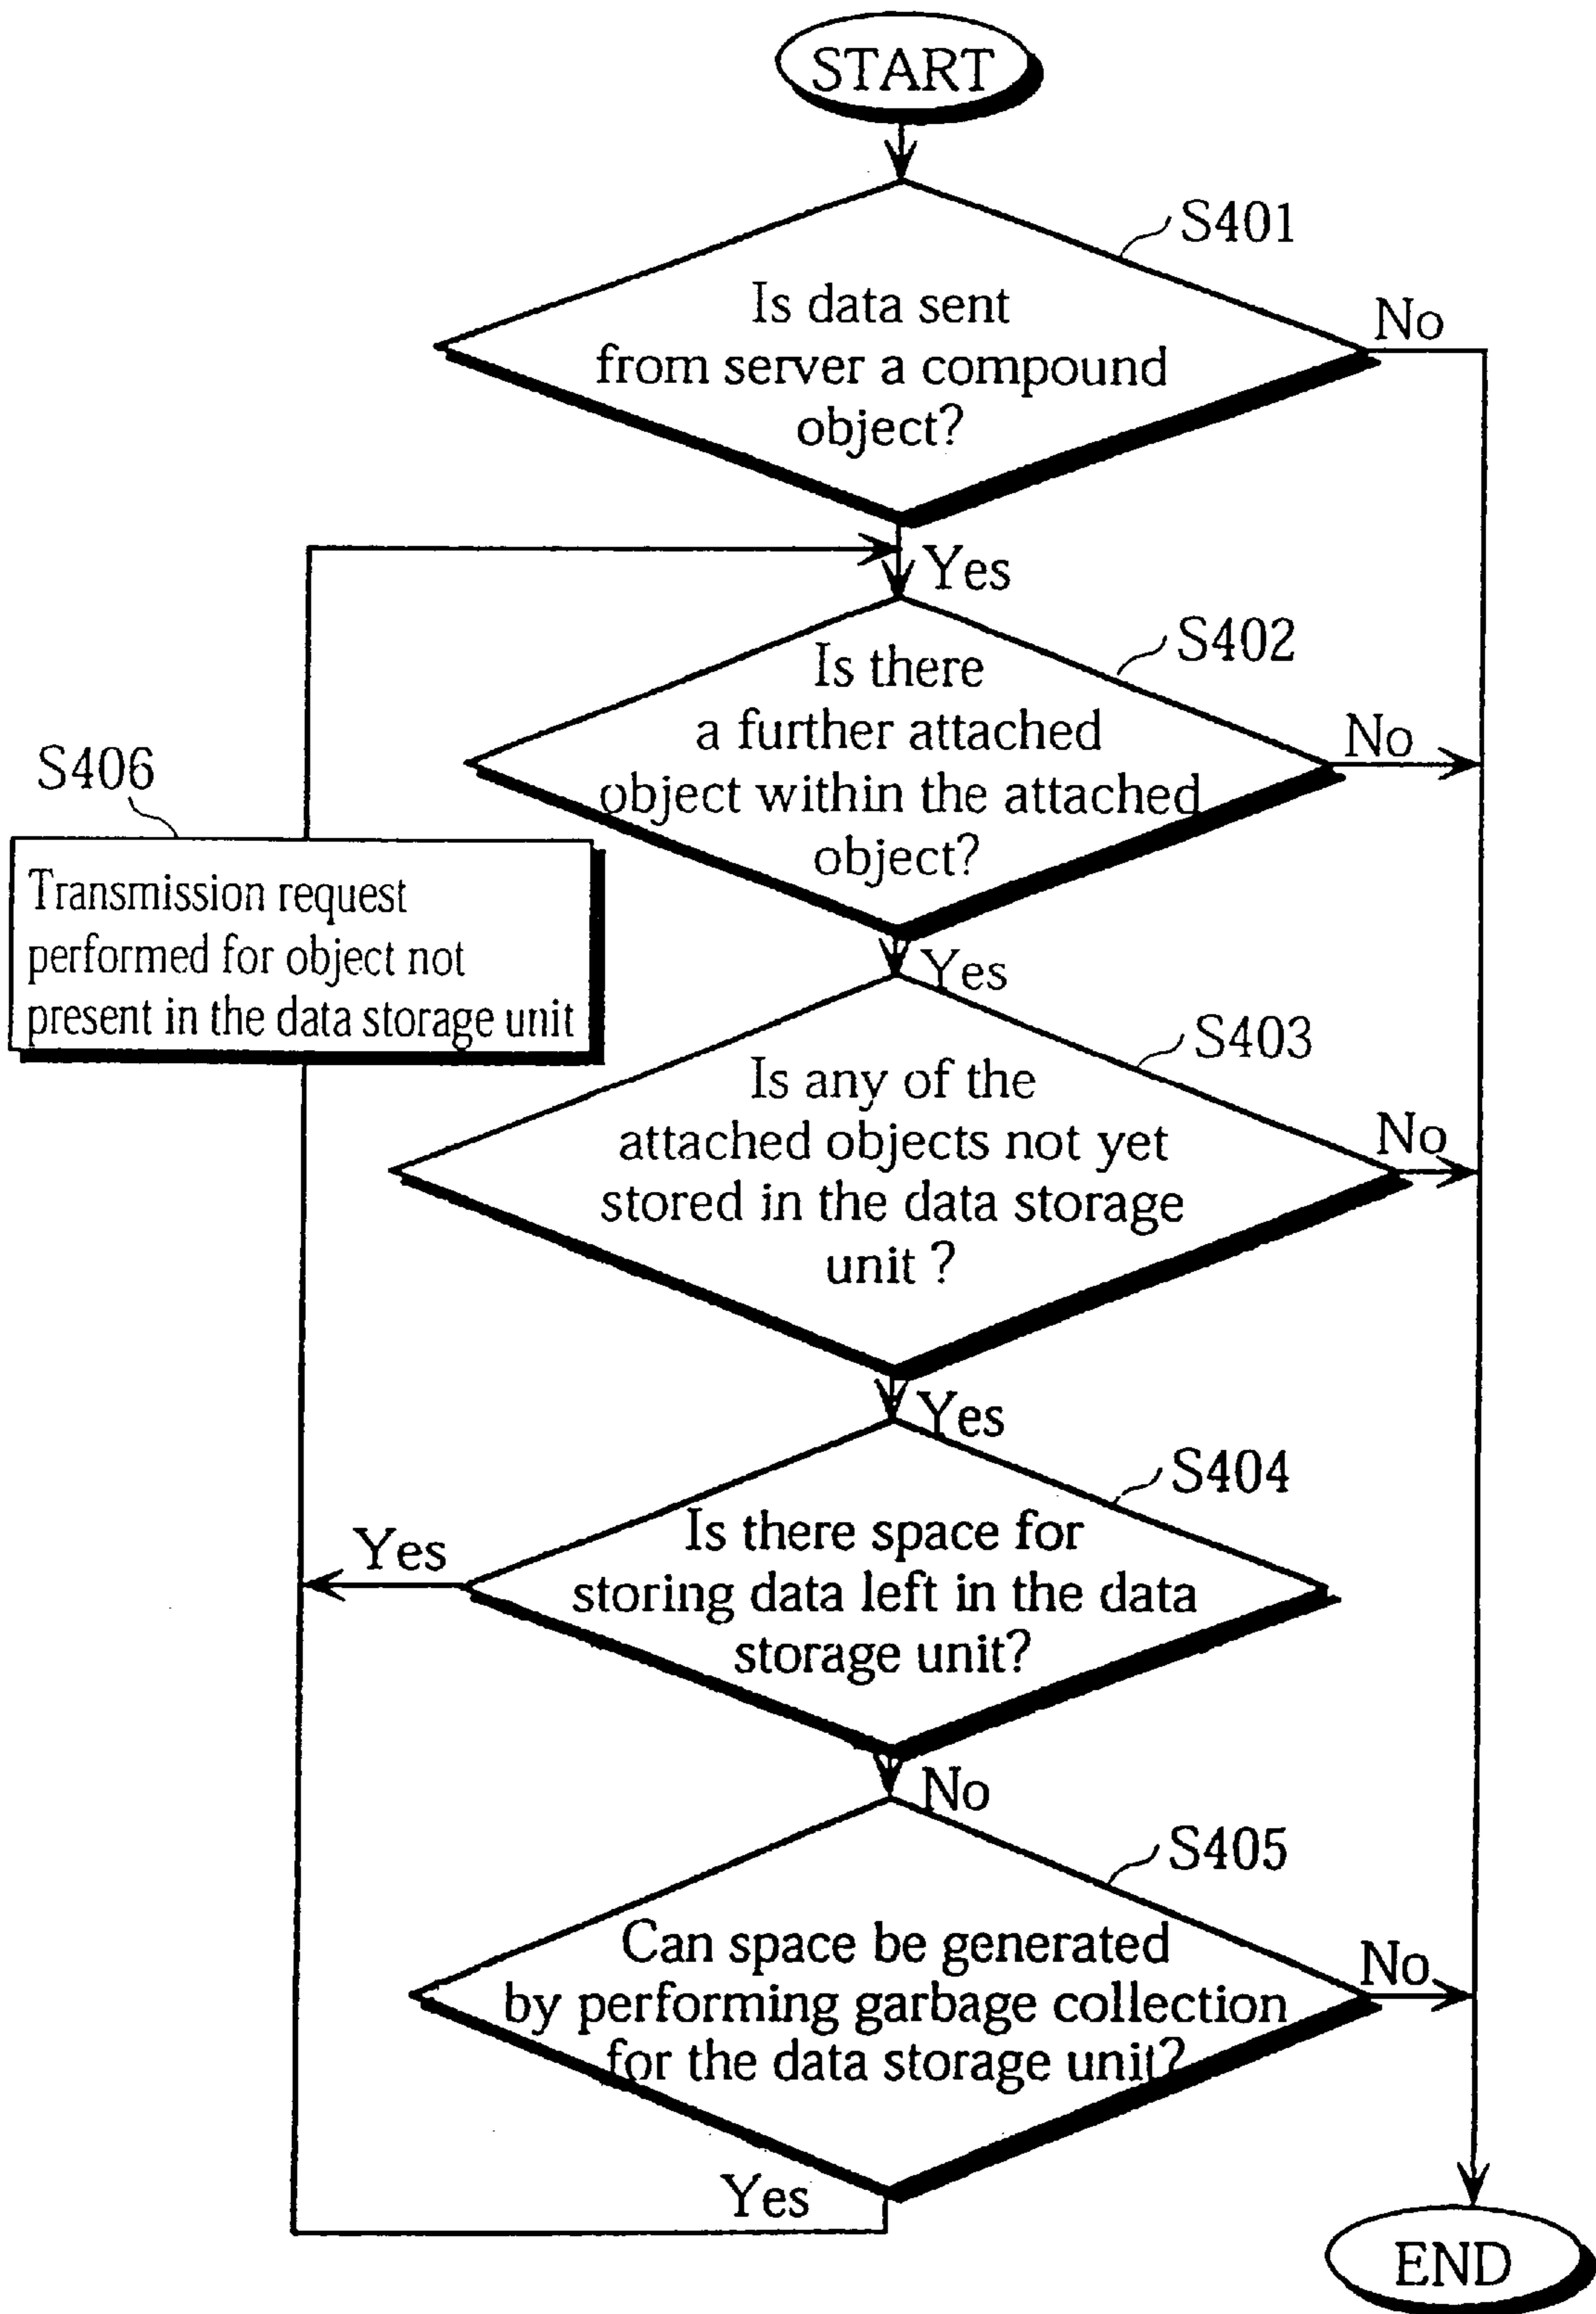 START
S401
Is data sent
from server a compound
object?
No
Yes
S402
Is there
a further attached
object within the attached
object?
No
S406
Transmission request
performed for object not
present in the data storage unit
Yes
S403
Is any of the
attached objects not yet
stored in the data storage
unit ?
No
Yes
S404
Is there space for
storing data left in the data
storage unit?
Yes
No
S405
Can space be generated
by performing garbage collection
for the data storage unit?
No
Yes
END